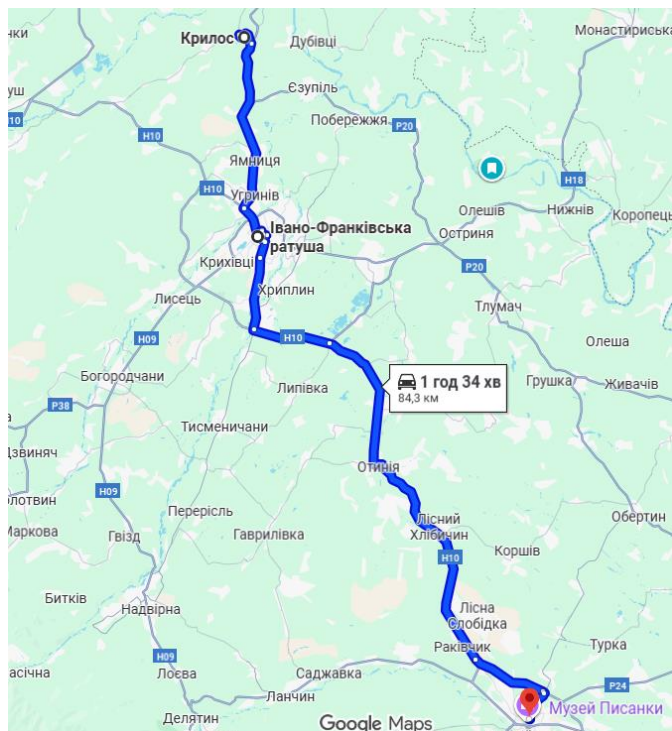 нки
Крилос
Дубівці
Монастириська
уш
Єзупіль
H10
Побережжя
P20
H10
Ямниця
H18
Угринів
Олешів
Нижнів
Коропець
Івано-Франківська
ратуша
Остриня
Крихівці
P20
Хриплин
Лисець
Тлумач
H10
Олеша
H09
1 год 34 хв
84,3 км
Богородчани
Липівка
Грушка
Живачів
P38
Дзвиняч
Тисменичани
Отинія
H09
олотвин
Перерісль
Лісний
Хлібичин
Обертин
Маркова
Гвізд
Гаврилівка
Коршів
H10
Битків
Надвірна
Лісна
Слобідка
Раківчик
Турка
H09
асічна
Лоєва
Саджавка
Ланчин
P24
Делятин
Музей Писанки
Google Maps